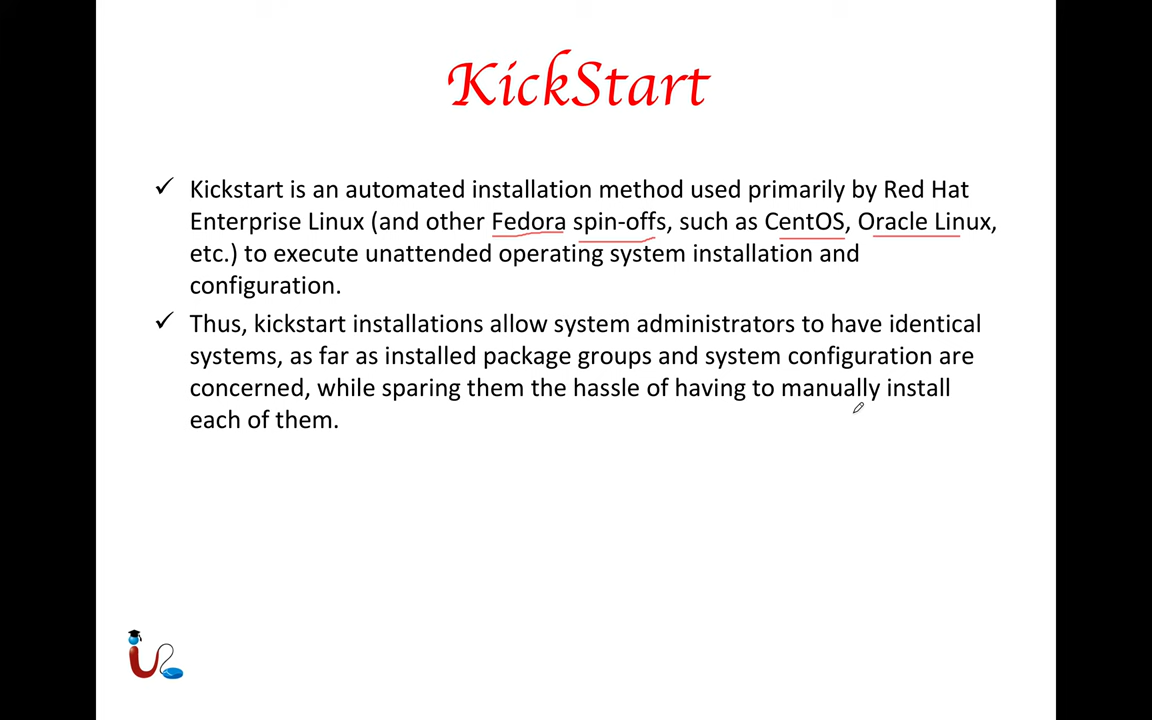 KickStart
✓ Kickstart is an automated installation method used primarily by Red Hat
Enterprise Linux (and other Fedora spin-offs, such as CentOS, Oracle Linux,
etc.) to execute unattended operating system installation and
configuration.
✓ Thus, kickstart installations allow system administrators to have identical
systems, as far as installed package groups and system configuration are
concerned, while sparing them the hassle of having to manually install
each of them.